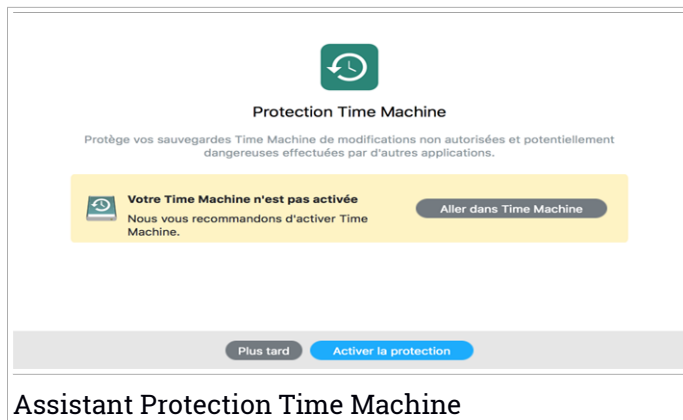 Protection Time Machine
Protège vos sauvegardes Time Machine de modifications non autorisées et potentiellement
dangereuses effectuées par d'autres applications.
Votre Time Machine n'est pas activée
Nous vous recommandons d'activer Time
Machine.
Aller dans Time Machine
Plus tard
Activer la protection
Assistant Protection Time Machine